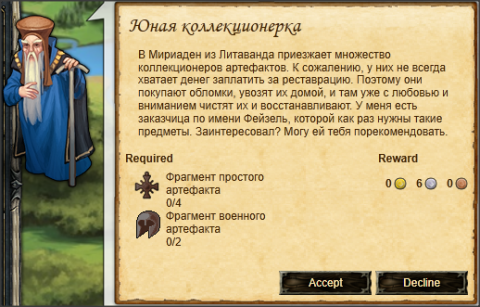 Юная коллекционерка
В Мириаден из Литаванда приезжает множество
коллекционеров артефактов. К сожалению, у них не всегда
хватает денег заплатить за реставрацию. Поэтому они
покупают обломки, увозят их домой, и там уже с любовью и
вниманием чистят их и восстанавливают. У меня есть
заказчица по имени Фейзель, которой как раз нужны такие
предметы. Заинтересовал? Могу ей тебя порекомендовать.
Required Reward
Фрагмент простого
артефакта
0/4
0 6 0
Фрагмент военного
артефакта
0/2
Accept Decline